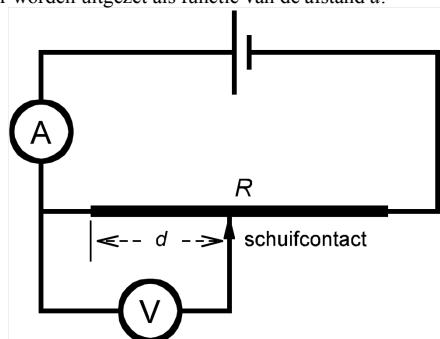 worden uitgezet als functie van de afstand d.
A
R
d
schuifcontact
V